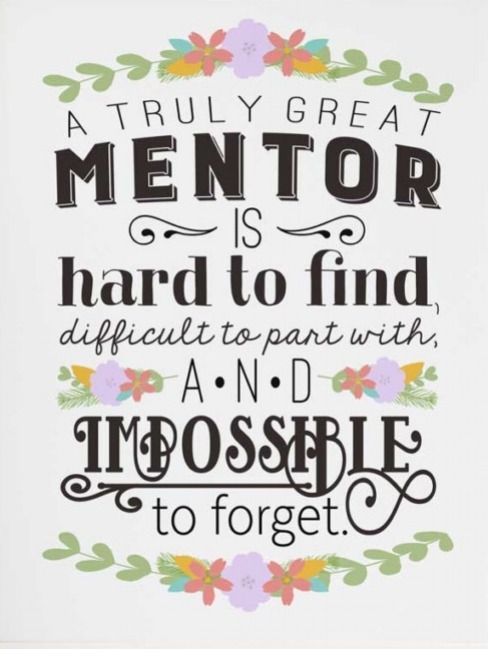 A TRULY GREAT
MENTOR
IS
hard to find,
difficult to part with,
A•N•D
IMPOSSIBLE
to forget.